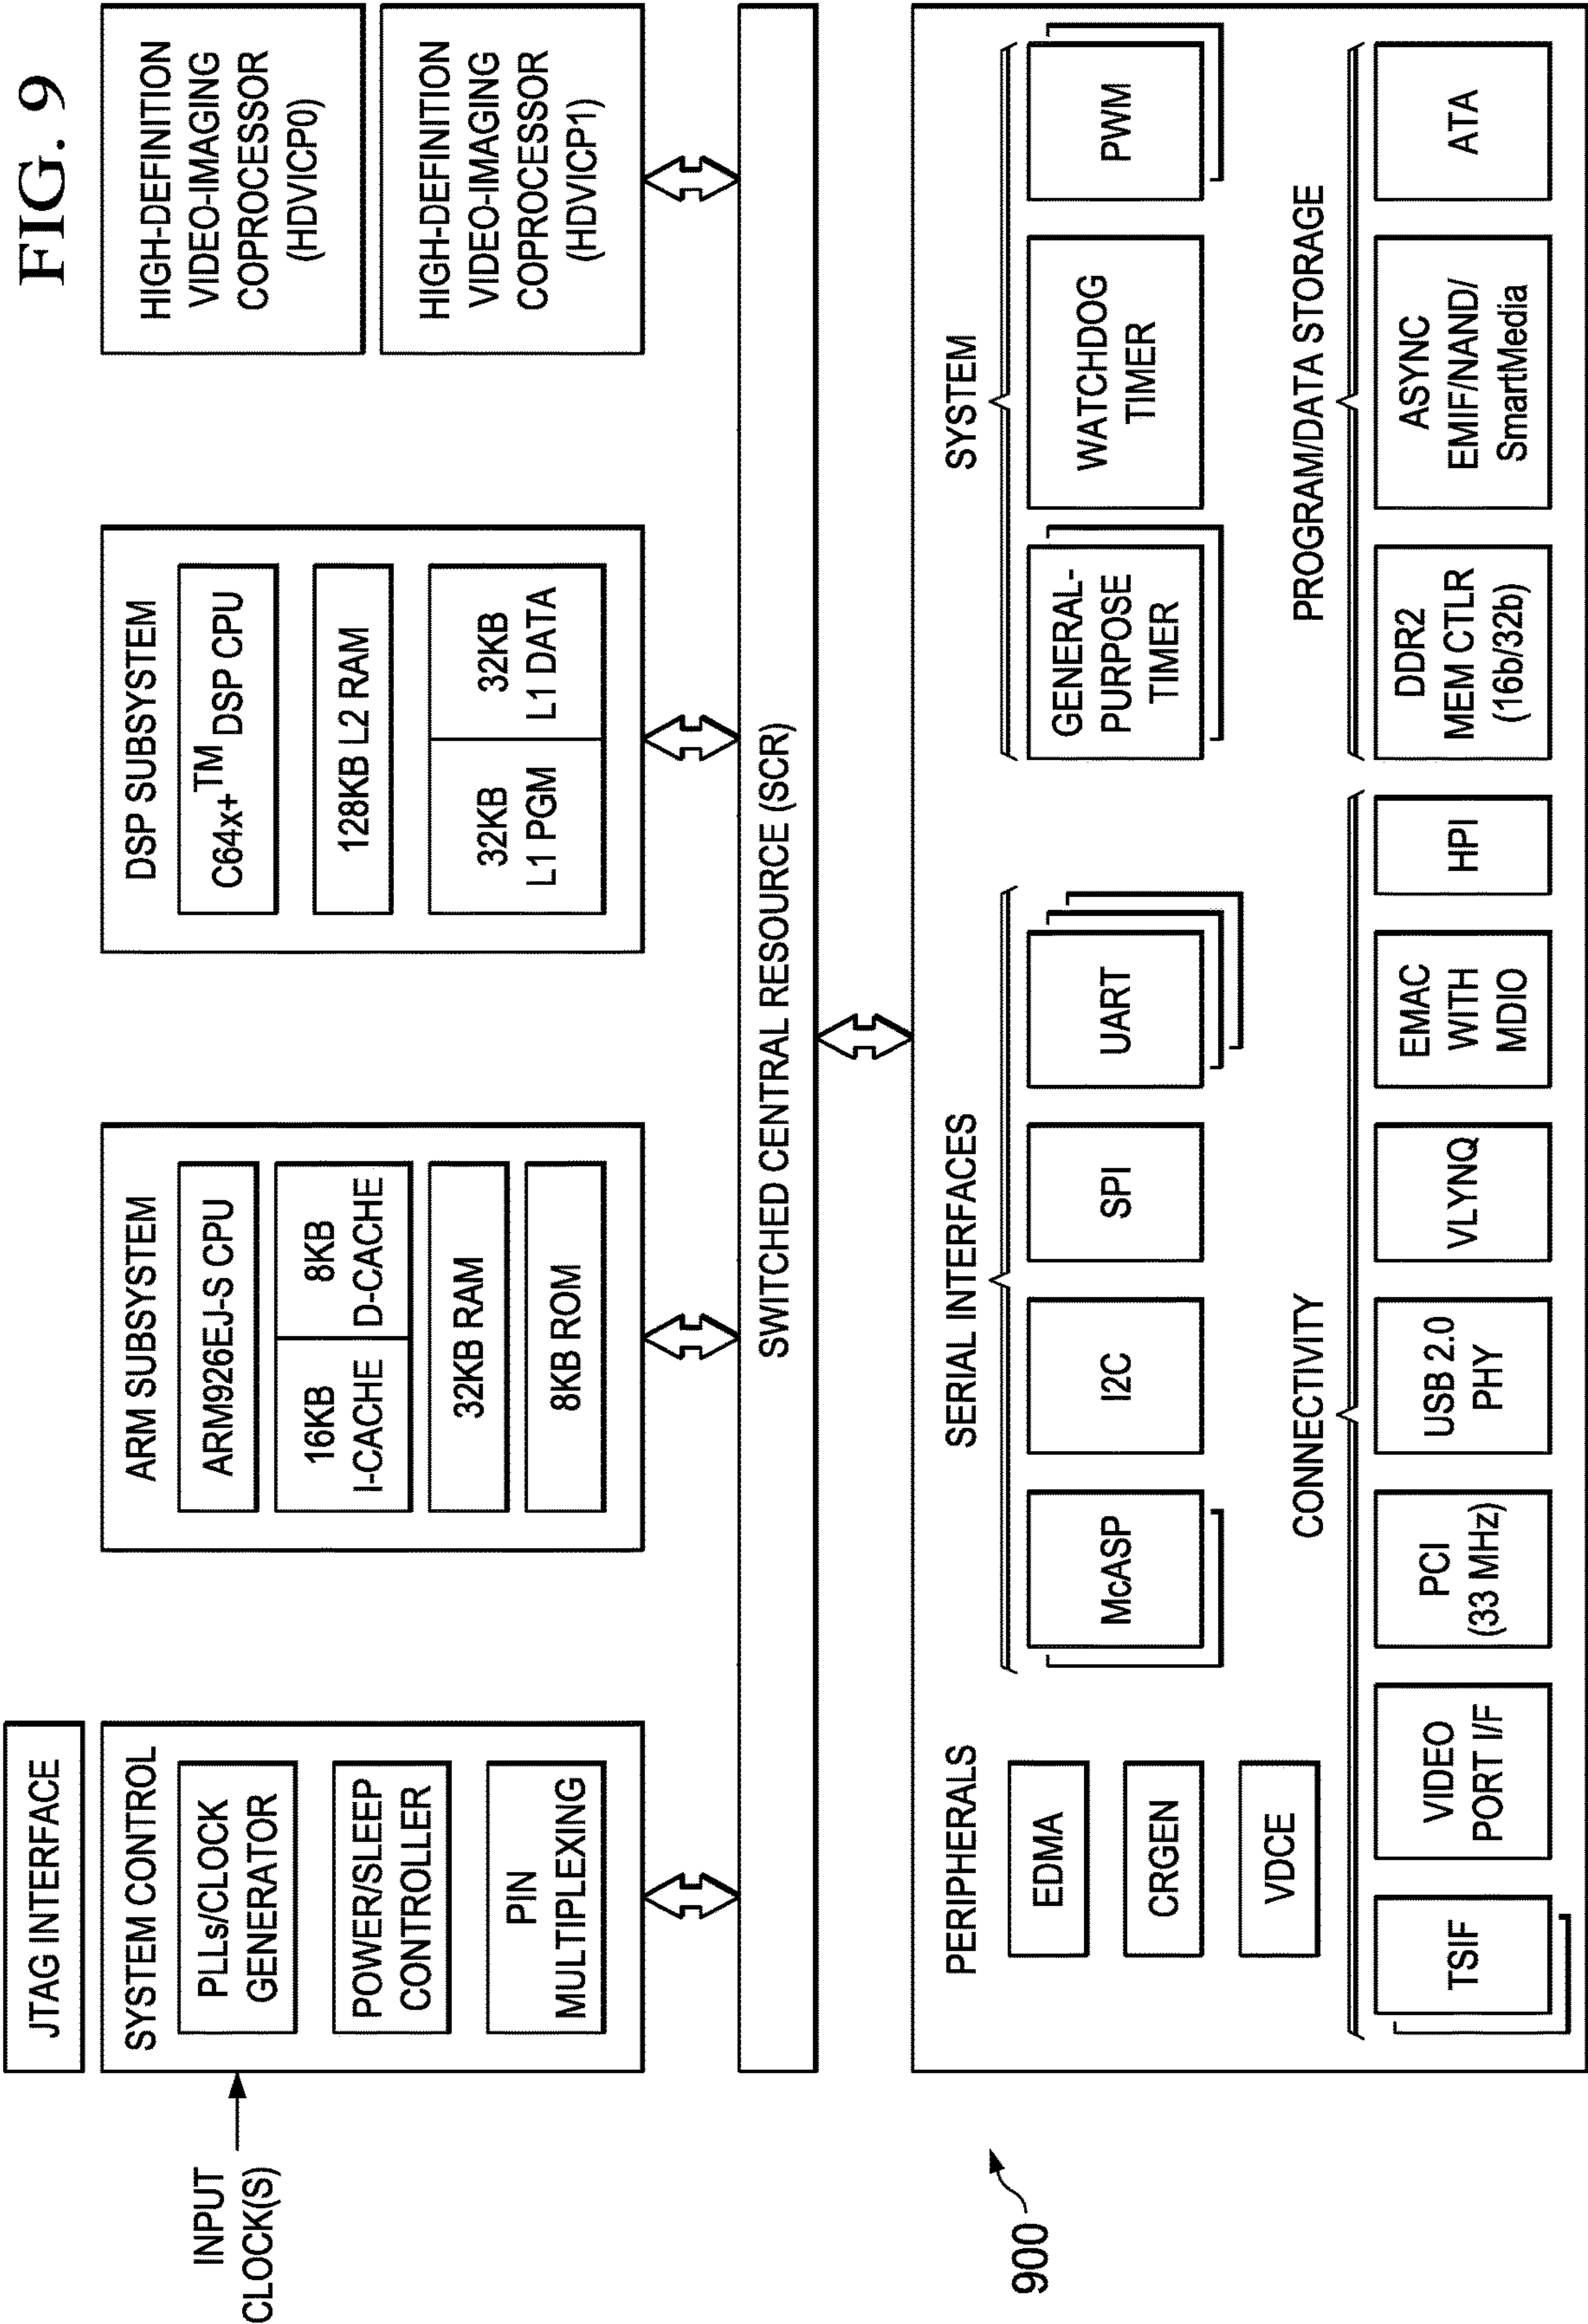 FIG. 9
JTAG INTERFACE
INPUT
CLOCK(S)
SYSTEM CONTROL
PLLs/CLOCK
GENERATOR
POWER/SLEEP
CONTROLLER
PIN
MULTIPLEXING
ARM SUBSYSTEM
ARM926EJ-S CPU
16KB
I-CACHE
8KB
D-CACHE
32KB RAM
8KB ROM
DSP SUBSYSTEM
C64x+TM DSP CPU
128KB L2 RAM
32KB
L1 PGM
32KB
L1 DATA
HIGH-DEFINITION
VIDEO-IMAGING
COPROCESSOR
(HDVICP0)
HIGH-DEFINITION
VIDEO-IMAGING
COPROCESSOR
(HDVICP1)
SWITCHED CENTRAL RESOURCE (SCR)
900
PERIPHERALS
EDMA
CRGEN
VDCE
SERIAL INTERFACES
McASP
I2C
SPI
UART
SYSTEM
GENERAL-
PURPOSE
TIMER
WATCHDOG
TIMER
PWM
CONNECTIVITY
TSIF
VIDEO
PORT I/F
PCI
(33 MHz)
USB 2.0
PHY
VLYNQ
EMAC
WITH
MDIO
HPI
PROGRAM/DATA STORAGE
DDR2
MEM CTLR
(16b/32b)
ASYNC
EMIF/NAND/
SmartMedia
ATA